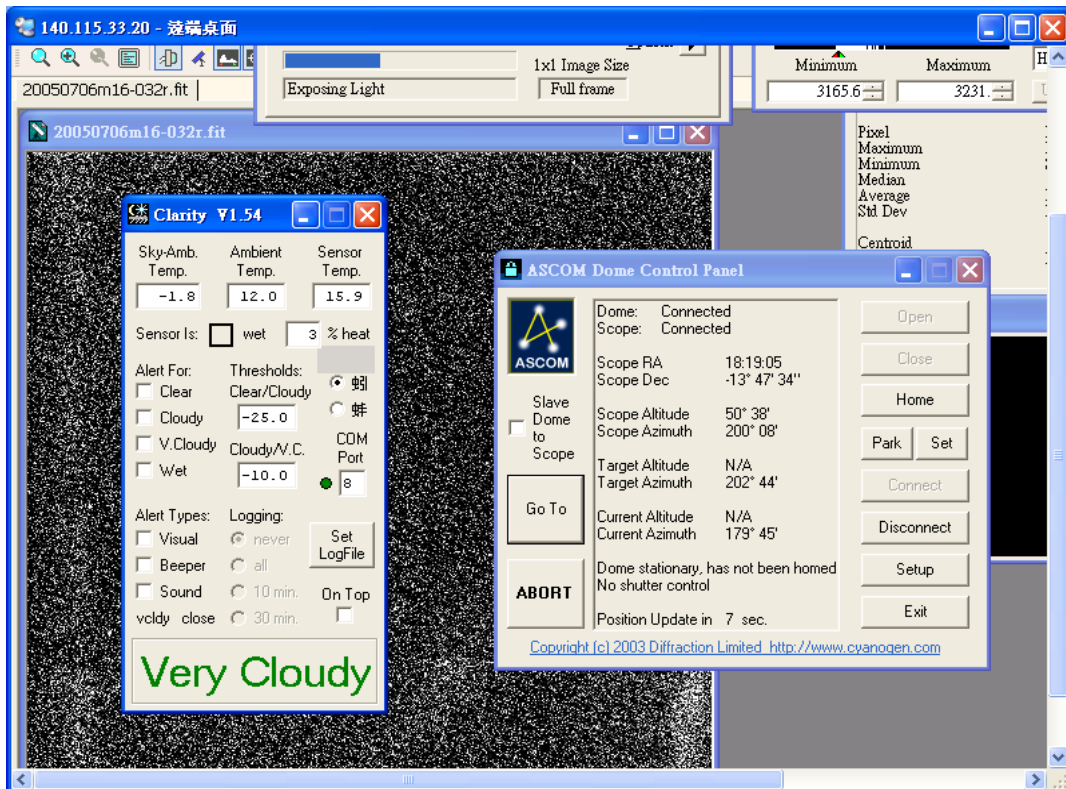 140.115.33.20 - 遠端桌面
20050706m16-032r.fit
1x1 Image Size
Exposing Light
Full frame
Minimum
Maximum
3165.6
3231.
20050706m16-032r.fit
Pixel
Maximum
Minimum
Median
Average
Std Dev
Centroid
Clarity V1.54
Sky-Amb. Temp.
Ambient Temp.
Sensor Temp.
-1.8
12.0
15.9
Sensor Is:
wet
3
% heat
Alert For:
Clear
Cloudy
V.Cloudy
Wet
Thresholds:
Clear/Cloudy
-25.0
Cloudy/V.C.
-10.0
蚓
蚌
COM
Port
8
Alert Types:
Visual
Beeper
Sound
vcldy close
Logging:
never
all
10 min.
30 min.
Set
LogFile
On Top
Very Cloudy
ASCOM Dome Control Panel
ASCOM
Slave
Dome
to
Scope
Go To
ABORT
Dome: Connected
Scope: Connected
Scope RA 18:19:05
Scope Dec -13° 47' 34''
Scope Altitude 50° 38'
Scope Azimuth 200° 08'
Target Altitude N/A
Target Azimuth 202° 44'
Current Altitude N/A
Current Azimuth 179° 45'
Dome stationary, has not been homed
No shutter control
Position Update in 7 sec.
Open
Close
Home
Park
Set
Connect
Disconnect
Setup
Exit
Copyright (c) 2003 Diffraction Limited http://www.cyanogen.com